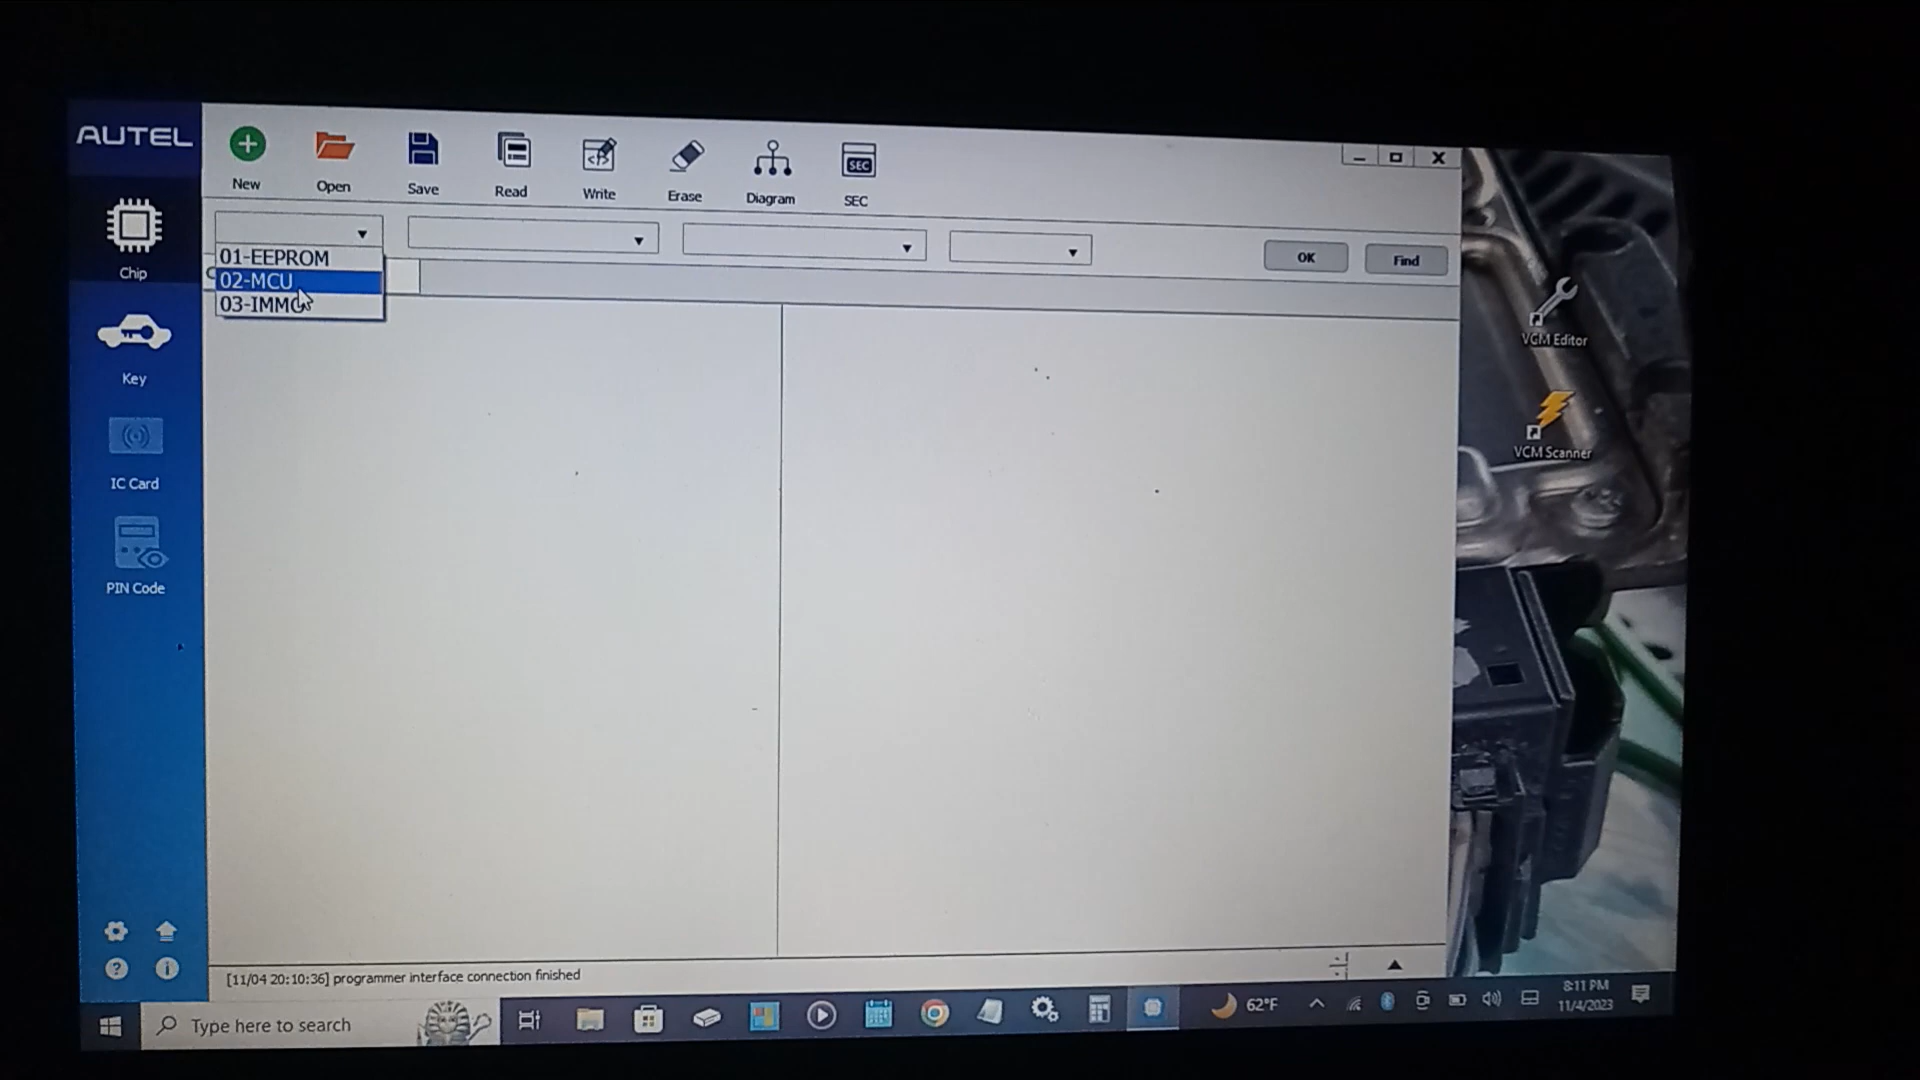 AUTEL
New
Open
Save
Read
Write
Erase
Diagram
SEC
SEC
Chip
01-EEPROM
02-MCU
03-IMMO
OK
Find
Key
IC Card
PIN Code
VCM Editor
VCM Scanner
[11/04 20:10:36] programmer interface connection finished
Type here to search
62°F
8:11 PM
11/4/2023